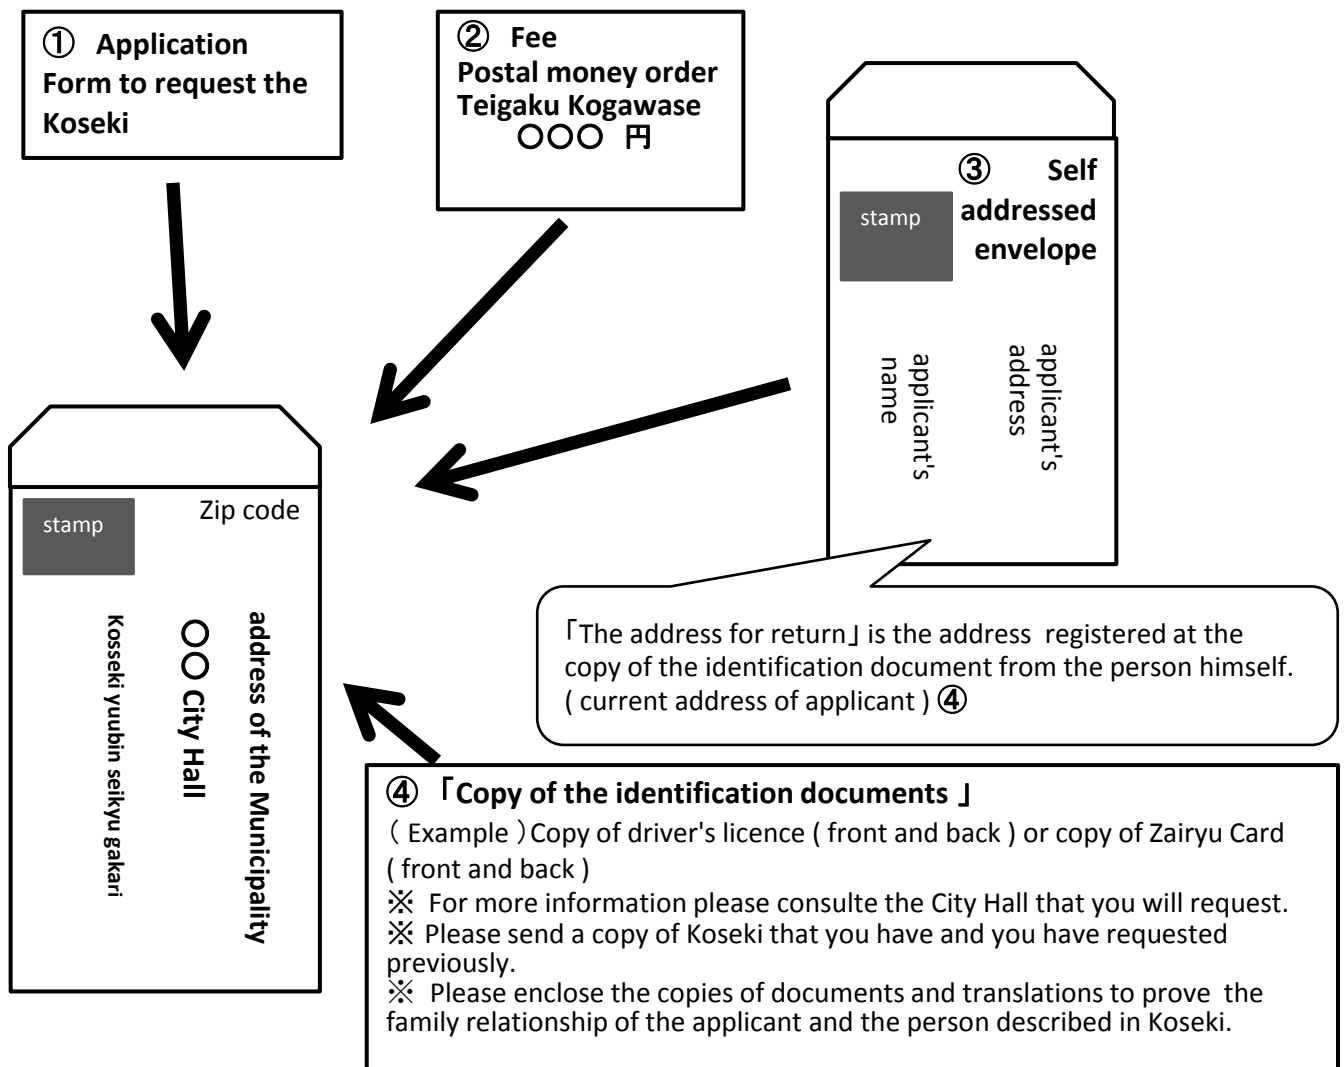 ① Application
Form to request the
Koseki
② Fee
Postal money order
Teigaku Kogawase
〇〇〇 円
③ Self
addressed
envelope
stamp
applicant's
address
applicant's
name
stamp
Zip code
address of the Municipality
〇〇 City Hall
Kosseki yuubin seikyu gakari
「The address for return」 is the address registered at the
copy of the identification document from the person himself.
( current address of applicant ) ④
④ 「Copy of the identification documents 」
（ Example ）Copy of driver's licence ( front and back ) or copy of Zairyu Card
( front and back )
※ For more information please consulte the City Hall that you will request.
※ Please send a copy of Koseki that you have and you have requested
previously.
※ Please enclose the copies of documents and translations to prove the
family relationship of the applicant and the person described in Koseki.